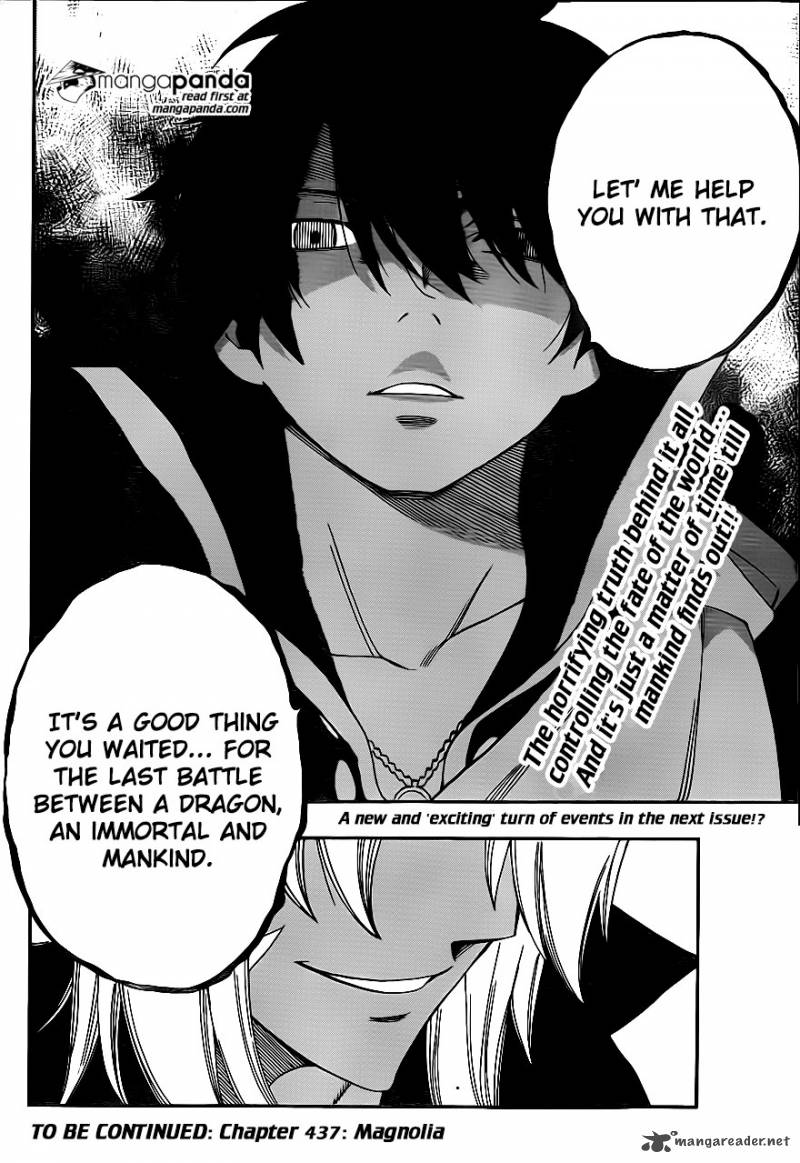 mangapanda
read first at
mangapanda.com
LET' ME HELP
YOU WITH THAT.
The horrifying truth behind it all,
controlling the fate of the world...
And it's just a matter of time till
mankind finds out!!
IT'S A GOOD THING
YOU WAITED... FOR
THE LAST BATTLE
BETWEEN A DRAGON,
AN IMMORTAL AND
MANKIND.
A new and 'exciting' turn of events in the next issue!?
TO BE CONTINUED: Chapter 437: Magnolia
mangareader.net